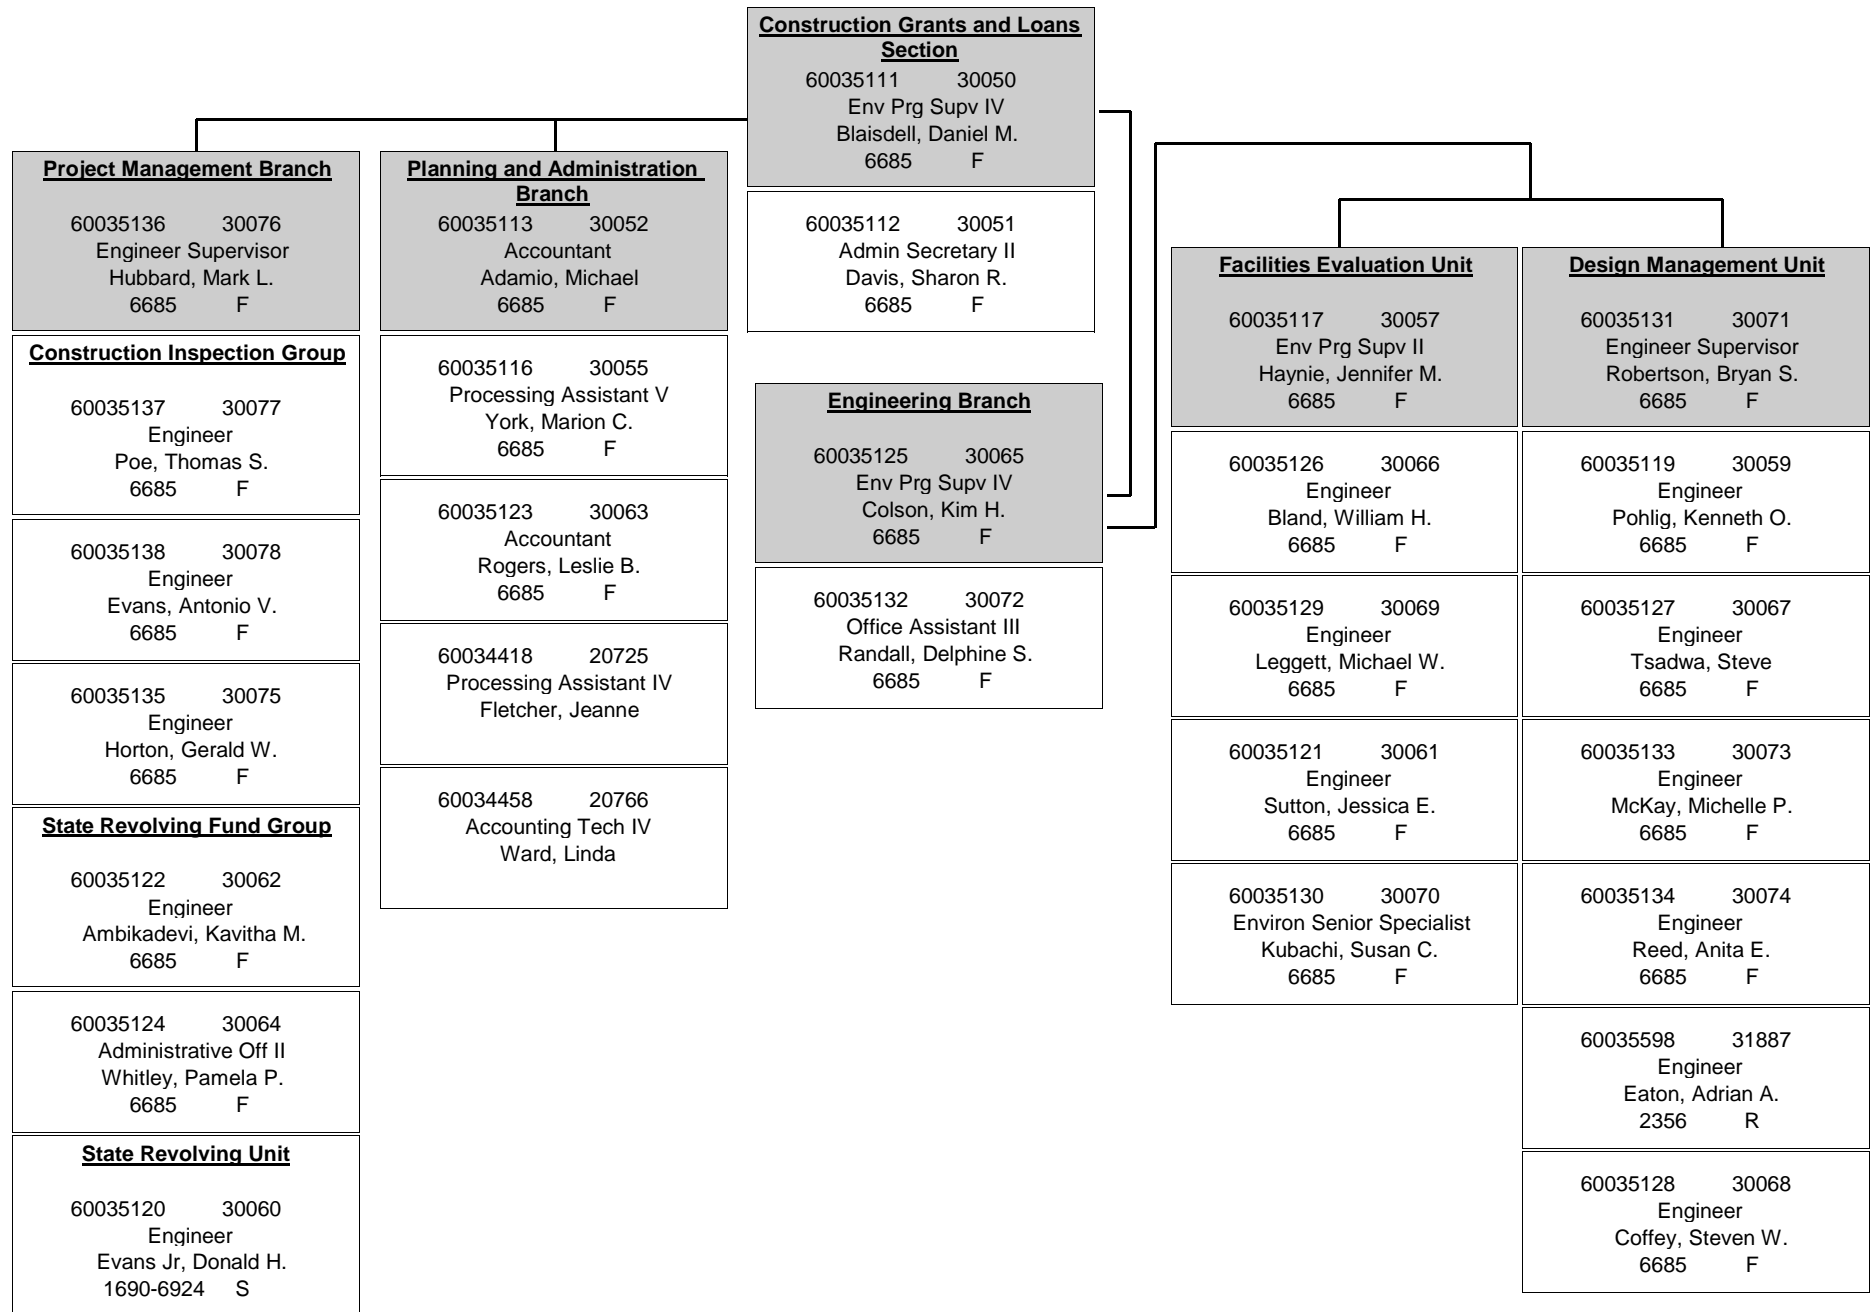 Construction Grants and Loans
Section
60035111 30050
Env Prg Supv IV
Blaisdell, Daniel M.
6685 F
60035112 30051
Admin Secretary II
Davis, Sharon R.
6685 F
Project Management Branch
60035136 30076
Engineer Supervisor
Hubbard, Mark L.
6685 F
Construction Inspection Group
60035137 30077
Engineer
Poe, Thomas S.
6685 F
60035138 30078
Engineer
Evans, Antonio V.
6685 F
60035135 30075
Engineer
Horton, Gerald W.
6685 F
State Revolving Fund Group
60035122 30062
Engineer
Ambikadevi, Kavitha M.
6685 F
60035124 30064
Administrative Off II
Whitley, Pamela P.
6685 F
State Revolving Unit
60035120 30060
Engineer
Evans Jr, Donald H.
1690-6924 S
Planning and Administration
Branch
60035113 30052
Accountant
Adamio, Michael
6685 F
60035116 30055
Processing Assistant V
York, Marion C.
6685 F
60035123 30063
Accountant
Rogers, Leslie B.
6685 F
60034418 20725
Processing Assistant IV
Fletcher, Jeanne
60034458 20766
Accounting Tech IV
Ward, Linda
Engineering Branch
60035125 30065
Env Prg Supv IV
Colson, Kim H.
6685 F
60035132 30072
Office Assistant III
Randall, Delphine S.
6685 F
Facilities Evaluation Unit
60035117 30057
Env Prg Supv II
Haynie, Jennifer M.
6685 F
60035126 30066
Engineer
Bland, William H.
6685 F
60035129 30069
Engineer
Leggett, Michael W.
6685 F
60035121 30061
Engineer
Sutton, Jessica E.
6685 F
60035130 30070
Environ Senior Specialist
Kubachi, Susan C.
6685 F
Design Management Unit
60035131 30071
Engineer Supervisor
Robertson, Bryan S.
6685 F
60035119 30059
Engineer
Pohlig, Kenneth O.
6685 F
60035127 30067
Engineer
Tsadwa, Steve
6685 F
60035133 30073
Engineer
McKay, Michelle P.
6685 F
60035134 30074
Engineer
Reed, Anita E.
6685 F
60035598 31887
Engineer
Eaton, Adrian A.
2356 R
60035128 30068
Engineer
Coffey, Steven W.
6685 F